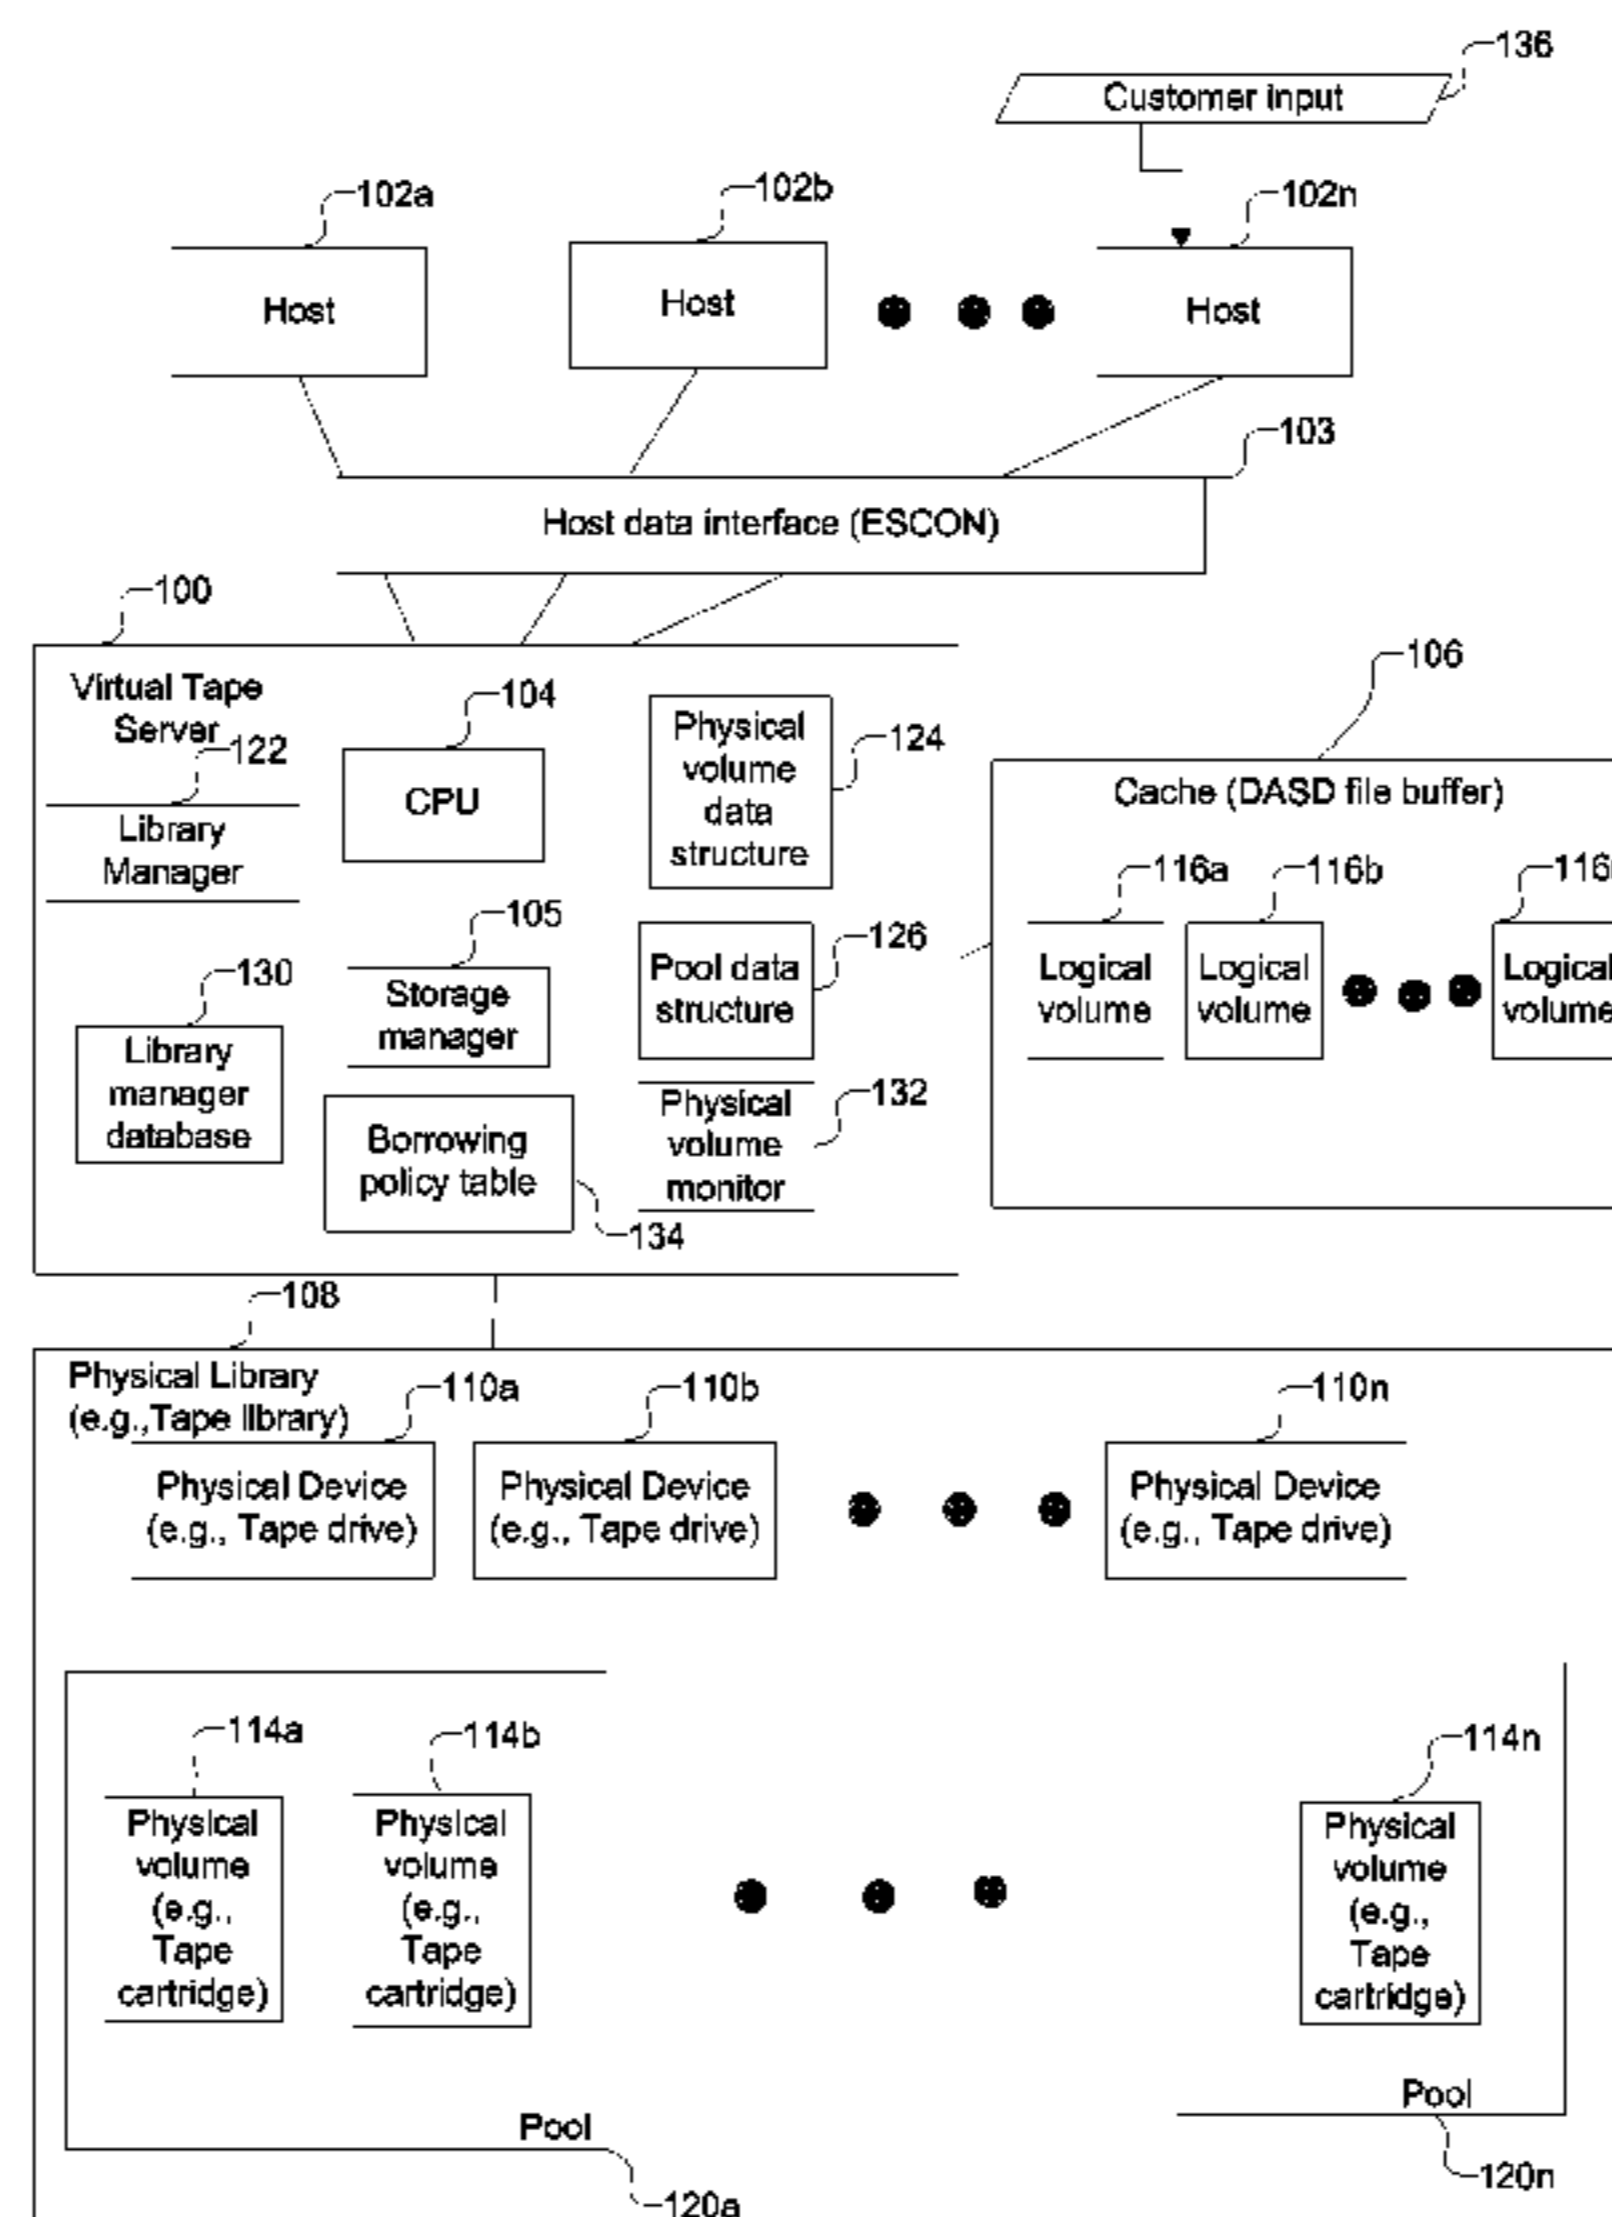 136
Customer input
102a
102b
102n
Host
Host
Host
103
Host data interface (ESCON)
100
Virtual Tape
Server
122
Library
Manager
104
CPU
Physical
volume
data
structure
124
106
Cache (DASD file buffer)
116a
116b
Logical
volume
Logical
volume
Logical
volume
105
Storage
manager
Pool data
structure
126
130
Library
manager
database
Borrowing
policy table
134
Physical
volume
monitor
132
108
Physical Library
(e.g.,Tape library)
110a
110b
110n
Physical Device
(e.g., Tape drive)
Physical Device
(e.g., Tape drive)
Physical Device
(e.g., Tape drive)
114a
114b
114n
Physical
volume
(e.g.,
Tape
cartridge)
Physical
volume
(e.g.,
Tape
cartridge)
Physical
volume
(e.g.,
Tape
cartridge)
Pool
Pool
120a
120n